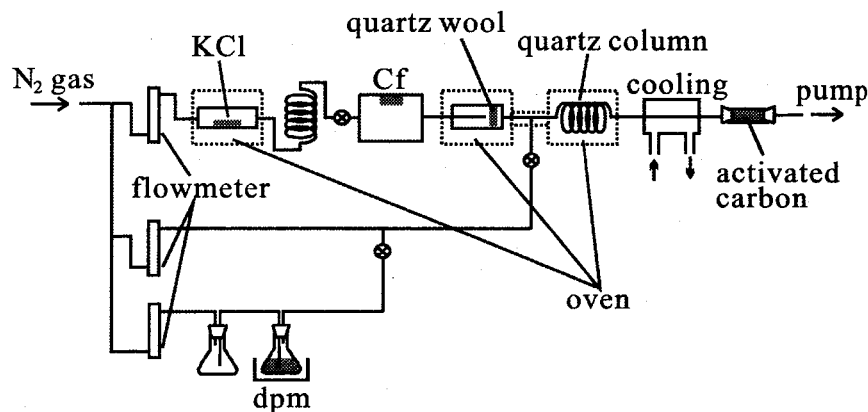 quartz wool
quartz column
KCl
Cf
cooling
N₂ gas
pump
flowmeter
activated
carbon
oven
dpm